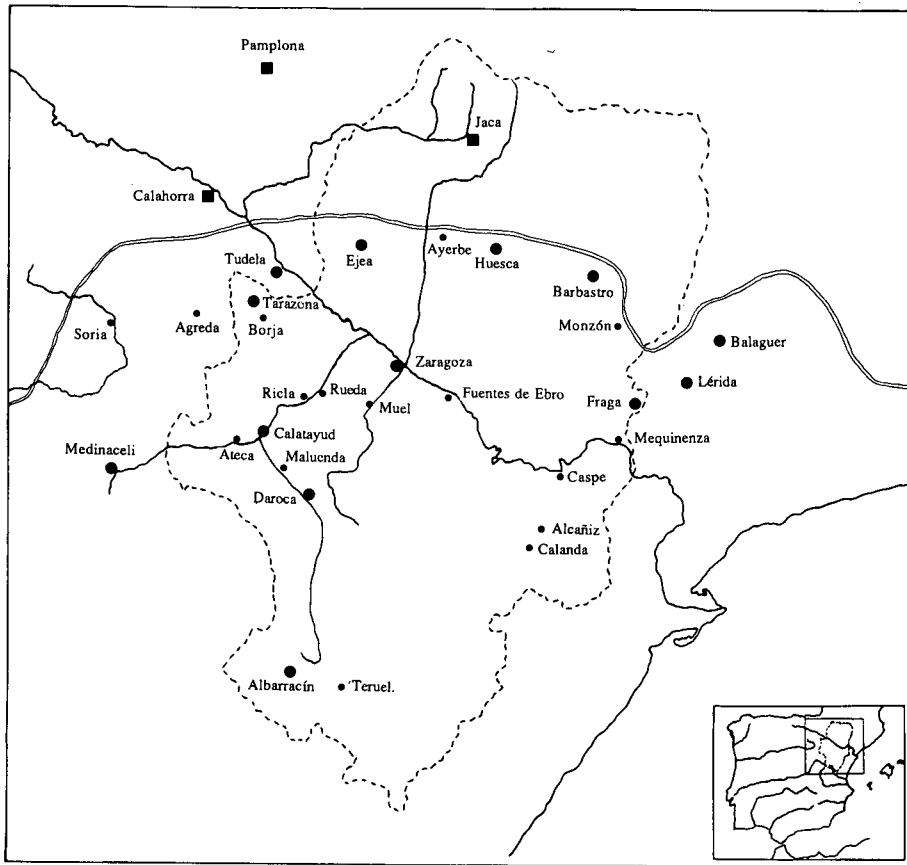 Pamplona
Jaca
Calahorra
Ayerbe
Ejea
Huesca
Tudela
Barbastro
Tarazona
Agreda
Borja
Soria
Monzón
Balaguer
Zaragoza
Lérida
Ricla
Rueda
Fuentes de Ebro
Muel
Fraga
Calatayud
Medinaceli
Ateca
Maluenda
Mequinenza
Caspe
Daroca
Alcañiz
Calanda
Albarracín
Teruel.